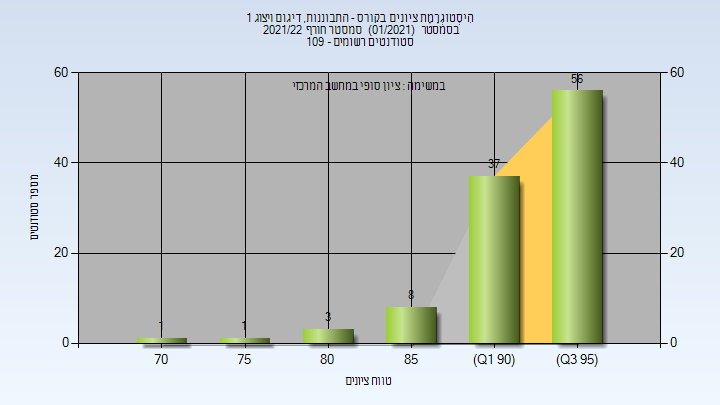 היסטוגרמת ציונים בקורס - התבוננות, דיגום ויצוג 1
בסמסטר (01/2021) סמסטר חורף 2021/22
סטודנטים רשומים - 109
במשימה : ציון סופי במחשב המרכזי
60
40
20
0
60
40
20
0
מספר סטודנטים
1
1
3
8
37
56
70
75
80
85
(Q1 90)
(Q3 95)
טווח ציונים